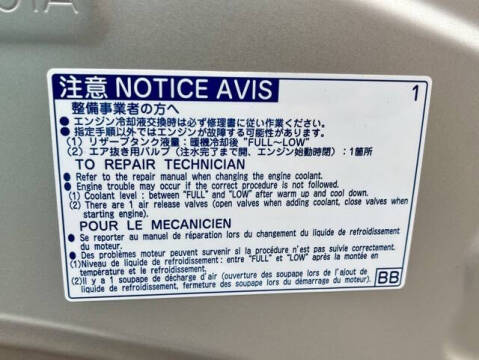 注意 NOTICE AVIS 1
整備事業者の方へ
● エンジン冷却液交換時は必ず修理書に従い作業ください。
● 指定手順以外ではエンジンが故障する可能性があります。
(1) リザーブタンク液量：暖機冷却後 "FULL～LOW"
(2) エア抜き用バルブ（注水完了まで開、エンジン始動時閉）：1箇所
TO REPAIR TECHNICIAN
● Refer to the repair manual when changing the engine coolant.
● Engine trouble may occur if the correct procedure is not followed.
(1) Coolant level : between "FULL" and "LOW" after warm up and cool down.
(2) There are 1 air release valves (open valves when adding coolant, close valves when
starting engine).
POUR LE MECANICIEN
● Se reporter au manuel de réparation lors du changement du liquide de refroidissement
du moteur.
● Des problèmes moteur peuvent survenir si la procédure n'est pas suivie correctement.
(1)Niveau de liquide de refroidissement: entre "FULL" et "LOW" après la montée en
température et le refroidissement.
(2)Il y a 1 soupape de décharge d'air (ouverture des soupape lors de l'ajout de
liquide de refroidissement, fermeture des soupapes lors du démarrage du moteur).
BB